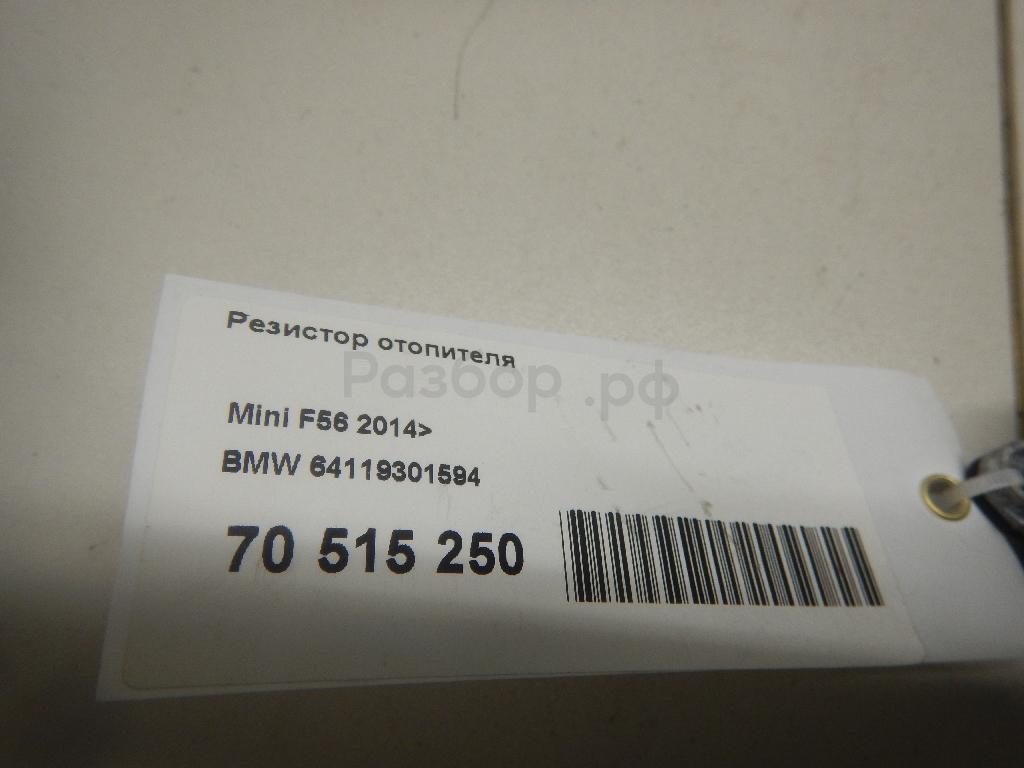 Резистор отопителя
Разбор.рф
Mini F56 2014>
BMW 64119301594
70 515 250